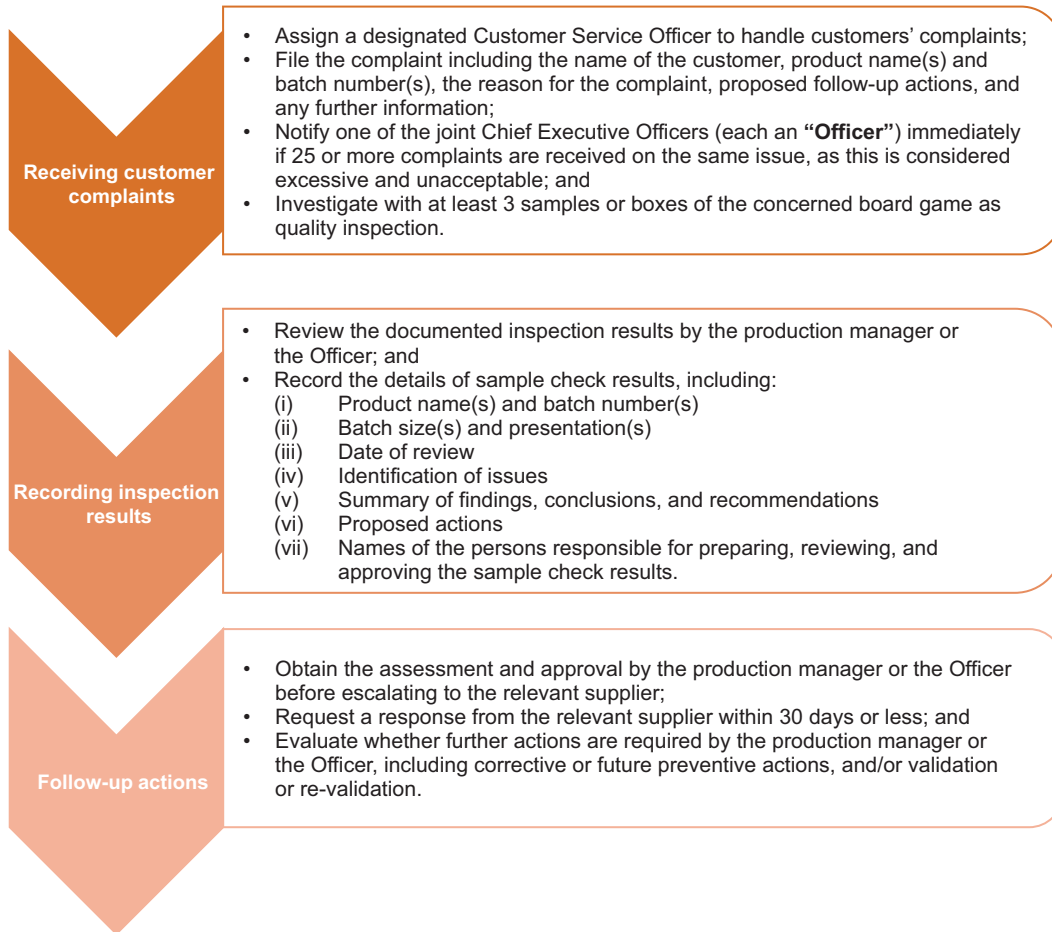 Receiving customer
complaints
• Assign a designated Customer Service Officer to handle customers’ complaints;
• File the complaint including the name of the customer, product name(s) and
batch number(s), the reason for the complaint, proposed follow-up actions, and
any further information;
• Notify one of the joint Chief Executive Officers (each an “Officer”) immediately
if 25 or more complaints are received on the same issue, as this is considered
excessive and unacceptable; and
• Investigate with at least 3 samples or boxes of the concerned board game as
quality inspection.
Recording inspection
results
• Review the documented inspection results by the production manager or
the Officer; and
• Record the details of sample check results, including:
(i) Product name(s) and batch number(s)
(ii) Batch size(s) and presentation(s)
(iii) Date of review
(iv) Identification of issues
(v) Summary of findings, conclusions, and recommendations
(vi) Proposed actions
(vii) Names of the persons responsible for preparing, reviewing, and
approving the sample check results.
Follow-up actions
• Obtain the assessment and approval by the production manager or the Officer
before escalating to the relevant supplier;
• Request a response from the relevant supplier within 30 days or less; and
• Evaluate whether further actions are required by the production manager or
the Officer, including corrective or future preventive actions, and/or validation
or re-validation.